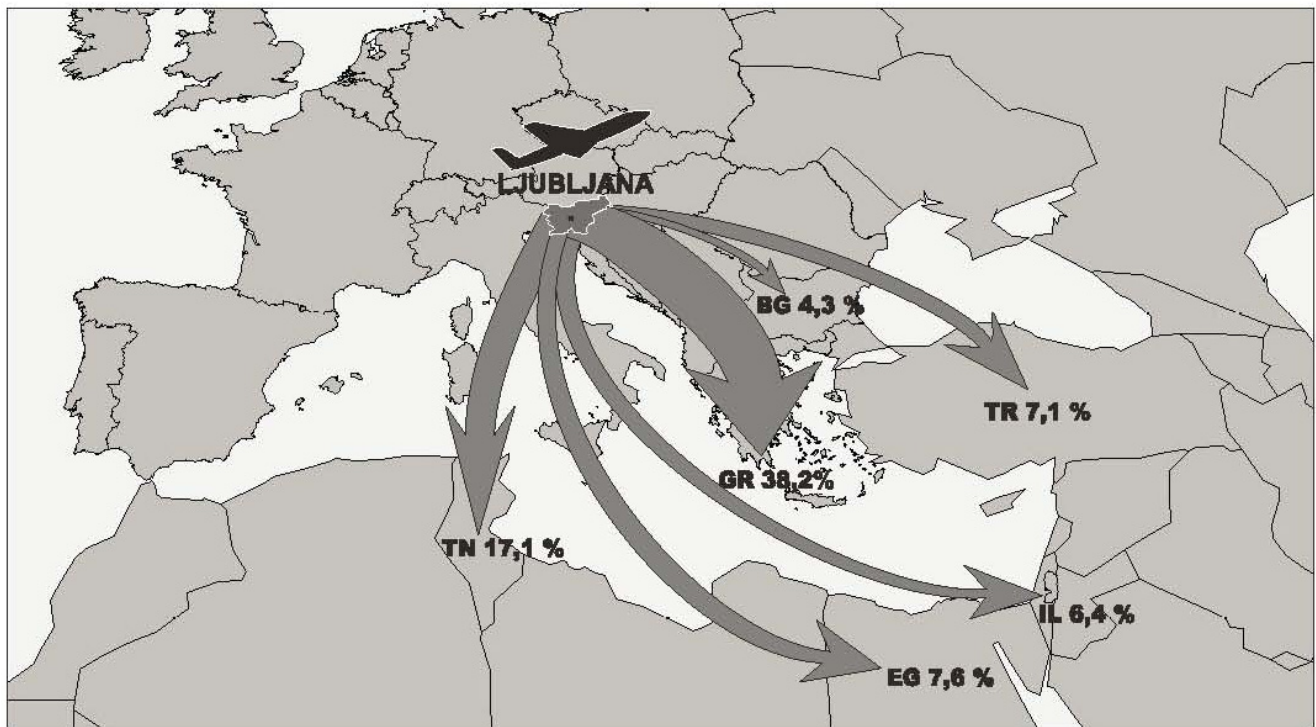 LJUBLJANA
BG 4,3 %
TR 7,1 %
GR 38,2%
TN 17,1 %
IL 6,4 %
EG 7,6 %